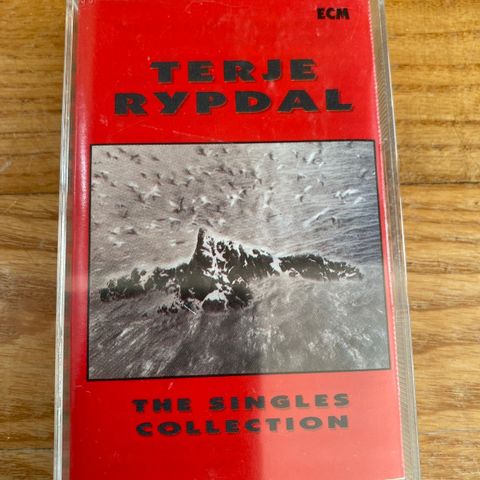 ECM
TERJE
RYPDAL
THE SINGLES
COLLECTION